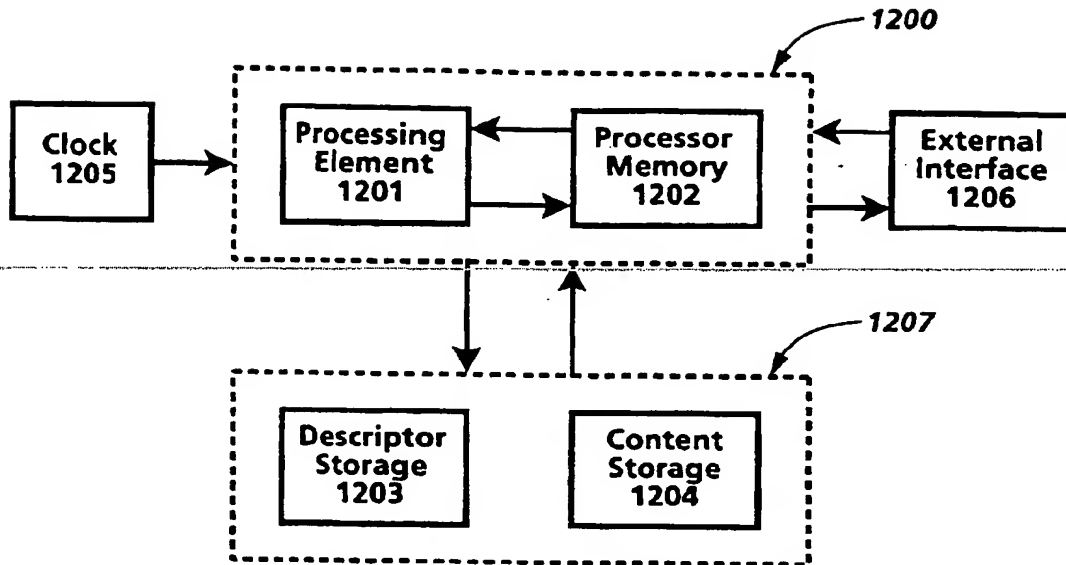 1200
Clock
1205
Processing
Element
1201
Processor
Memory
1202
External
Interface
1206
1207
Descriptor
Storage
1203
Content
Storage
1204